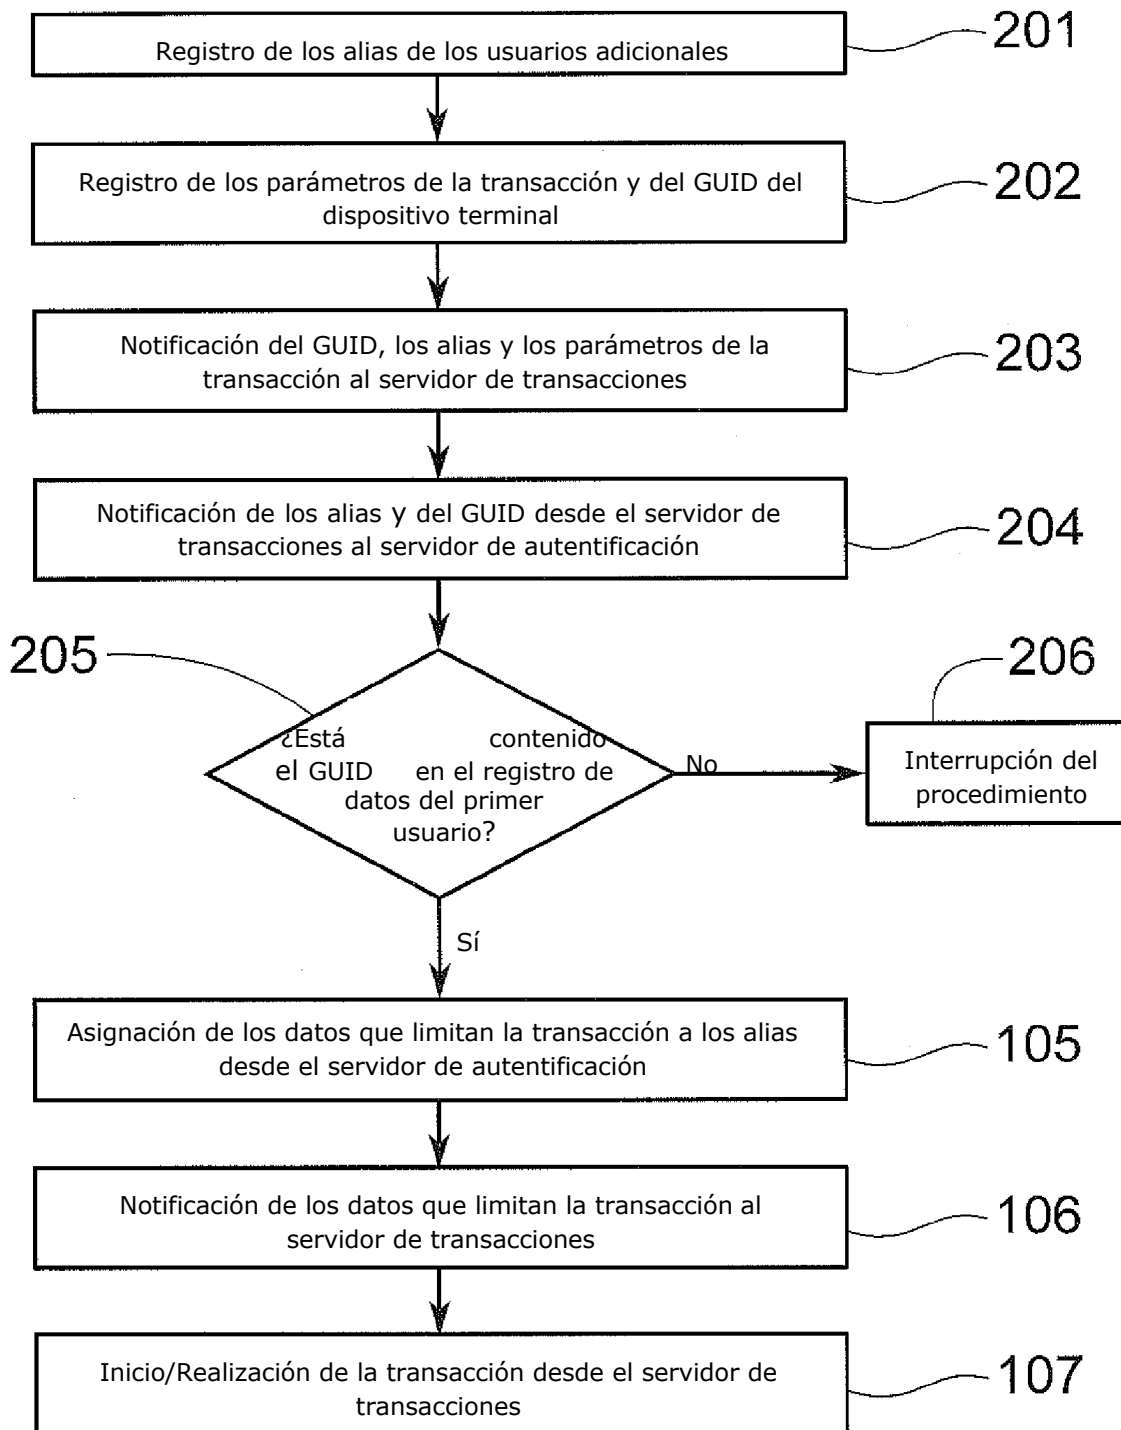 Registro de los alias de los usuarios adicionales
201
Registro de los parámetros de la transacción y del GUID del
dispositivo terminal
202
Notificación del GUID, los alias y los parámetros de la
transacción al servidor de transacciones
203
Notificación de los alias y del GUID desde el servidor de
transacciones al servidor de autentificación
204
205
¿Está contenido
el GUID en el registro de
datos del primer
usuario?
No
206
Interrupción del
procedimiento
Sí
Asignación de los datos que limitan la transacción a los alias
desde el servidor de autentificación
105
Notificación de los datos que limitan la transacción al
servidor de transacciones
106
Inicio/Realización de la transacción desde el servidor de
transacciones
107